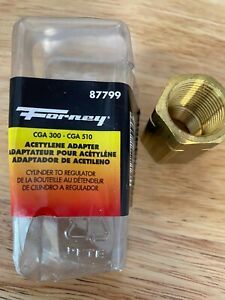 87799
Forney
CGA 300 - CGA 510
ACETYLENE ADAPTER
ADAPTATEUR POUR ACÉTYLÈNE
ADAPTADOR DE ACETILENO
CYLINDER TO REGULATOR
DE LA BOUTEILLE AU DÉTENDEUR
DE CILINDRO A REGULADOR
PETE